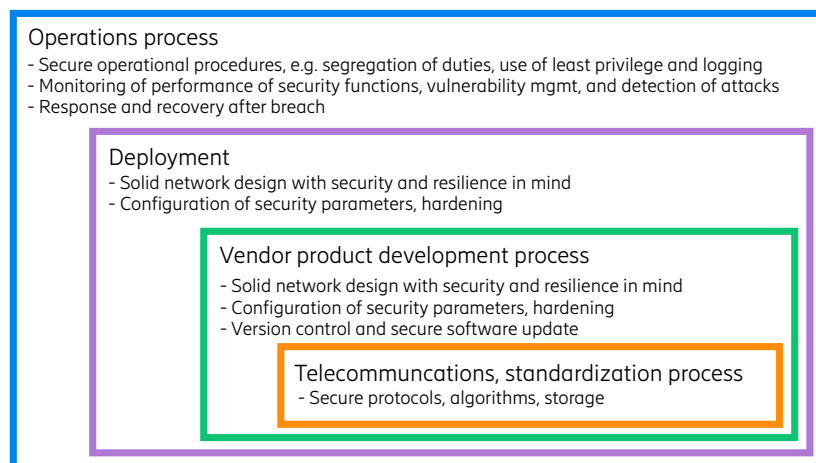 Operations process
- Secure operational procedures, e.g. segregation of duties, use of least privilege and logging
- Monitoring of performance of security functions, vulnerability mgmt, and detection of attacks
- Response and recovery after breach
Deployment
- Solid network design with security and resilience in mind
- Configuration of security parameters, hardening
Vendor product development process
- Solid network design with security and resilience in mind
- Configuration of security parameters, hardening
- Version control and secure software update
Telecommuncations, standardization process
- Secure protocols, algorithms, storage